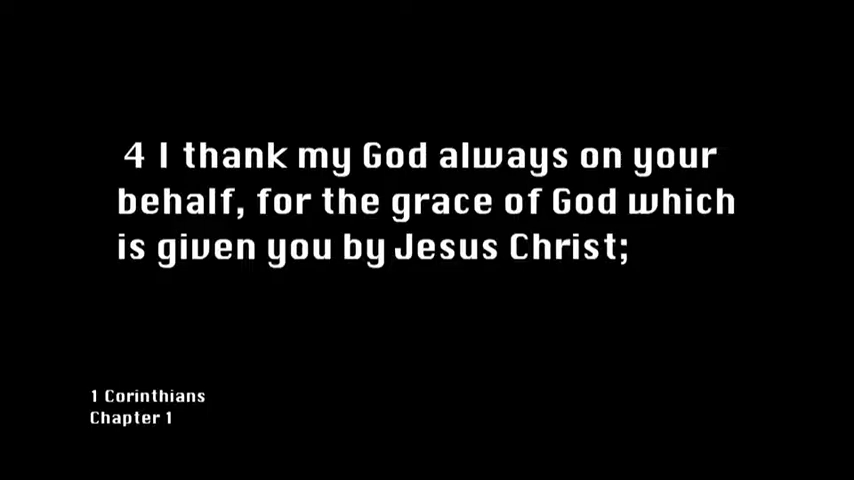 4 I thank my God always on your
behalf, for the grace of God which
is given you by Jesus Christ;
1 Corinthians
Chapter 1